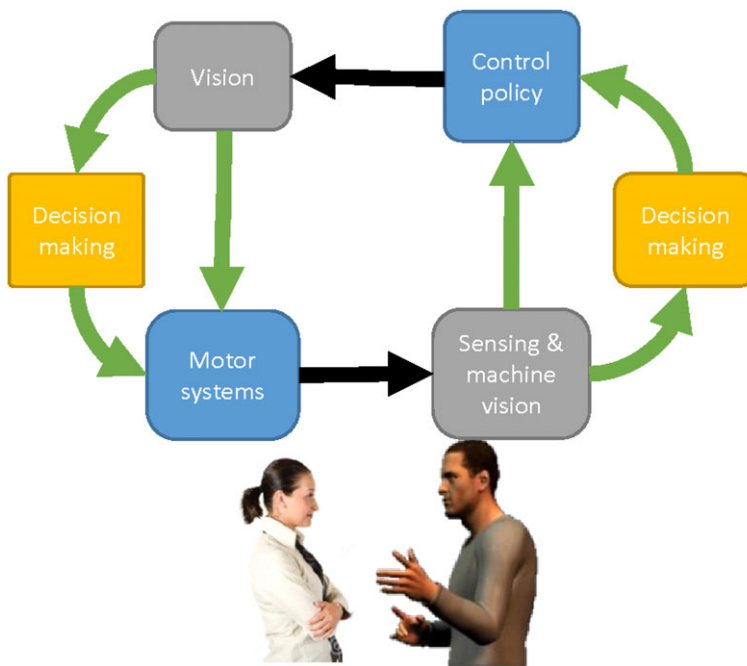 Vision
Control
policy
Decision
making
Decision
making
Motor
systems
Sensing &
machine
vision